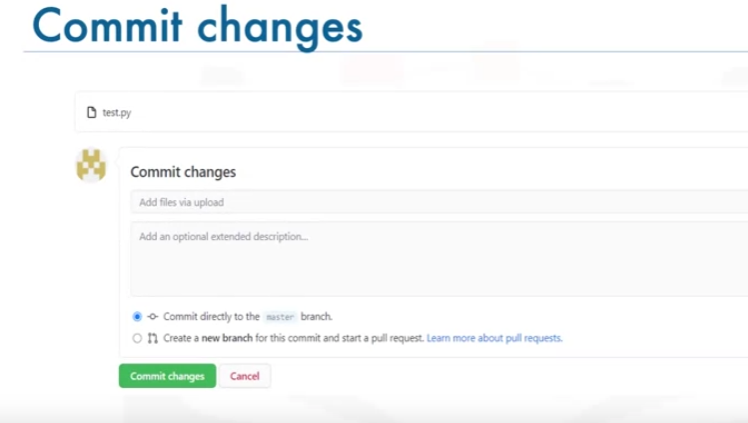 Commit changes
test.py
Commit changes
Add files via upload
Add an optional extended description...
Commit directly to the master branch.
Create a new branch for this commit and start a pull request. Learn more about pull requests.
Commit changes Cancel